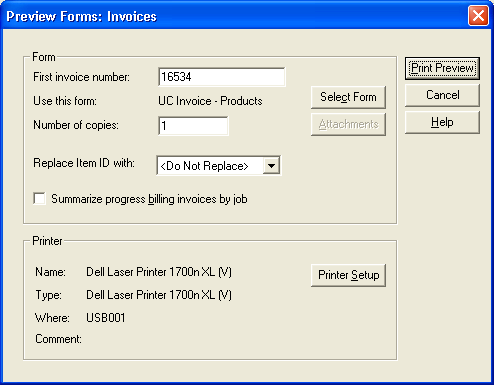 Preview Forms: Invoices
Form
First invoice number: 16534
Print Preview
Use this form: UC Invoice - Products
Select Form
Cancel
Number of copies: 1
Attachments
Help
Replace Item ID with: <Do Not Replace>
Summarize progress billing invoices by job
Printer
Name: Dell Laser Printer 1700n XL (V)
Printer Setup
Type: Dell Laser Printer 1700n XL (V)
Where: USB001
Comment: